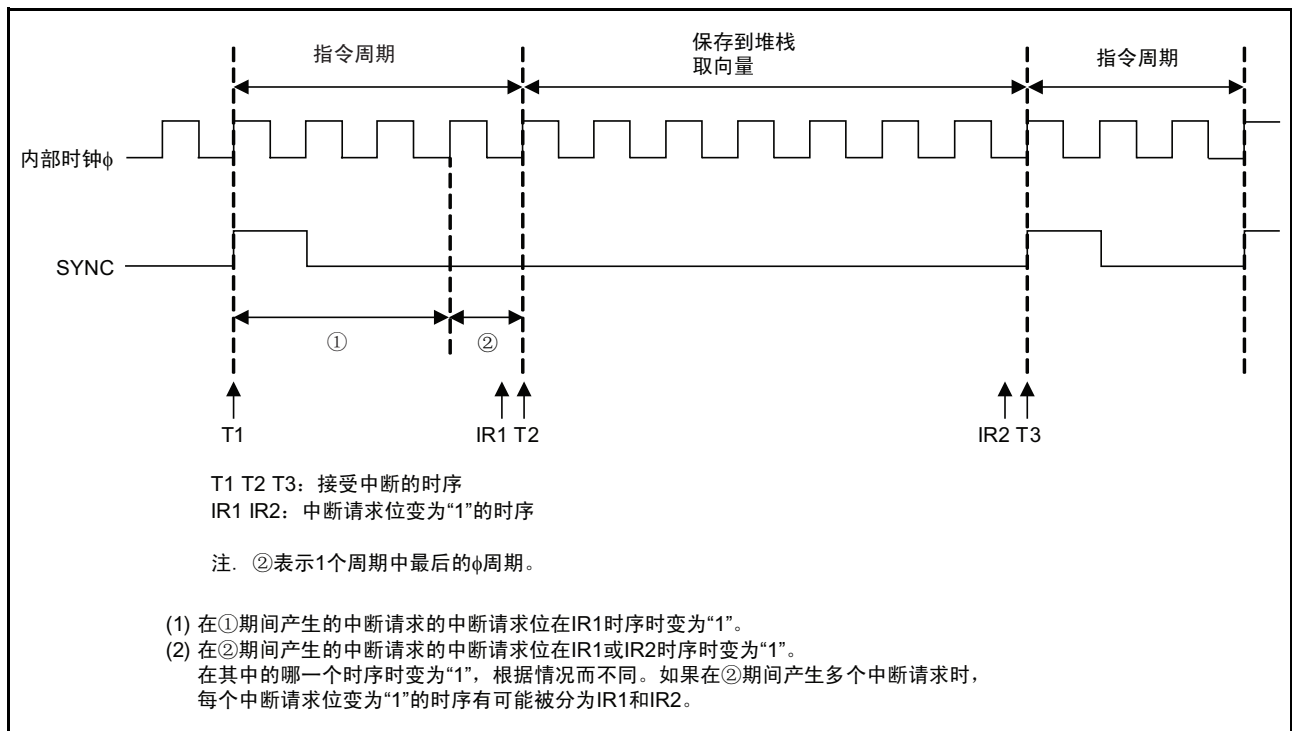 指令周期
保存到堆栈
取向量
指令周期
内部时钟ϕ
SYNC
① ②
T1 IR1 T2 IR2 T3
T1 T2 T3：接受中断的时序
IR1 IR2：中断请求位变为“1”的时序
注. ②表示1个周期中最后的ϕ周期。
(1) 在①期间产生的中断请求的中断请求位在IR1时序时变为“1”。
(2) 在②期间产生的中断请求的中断请求位在IR1或IR2时序时变为“1”。
在其中的哪一个时序时变为“1”，根据情况而不同。如果在②期间产生多个中断请求时，
每个中断请求位变为“1”的时序有可能被分为IR1和IR2。